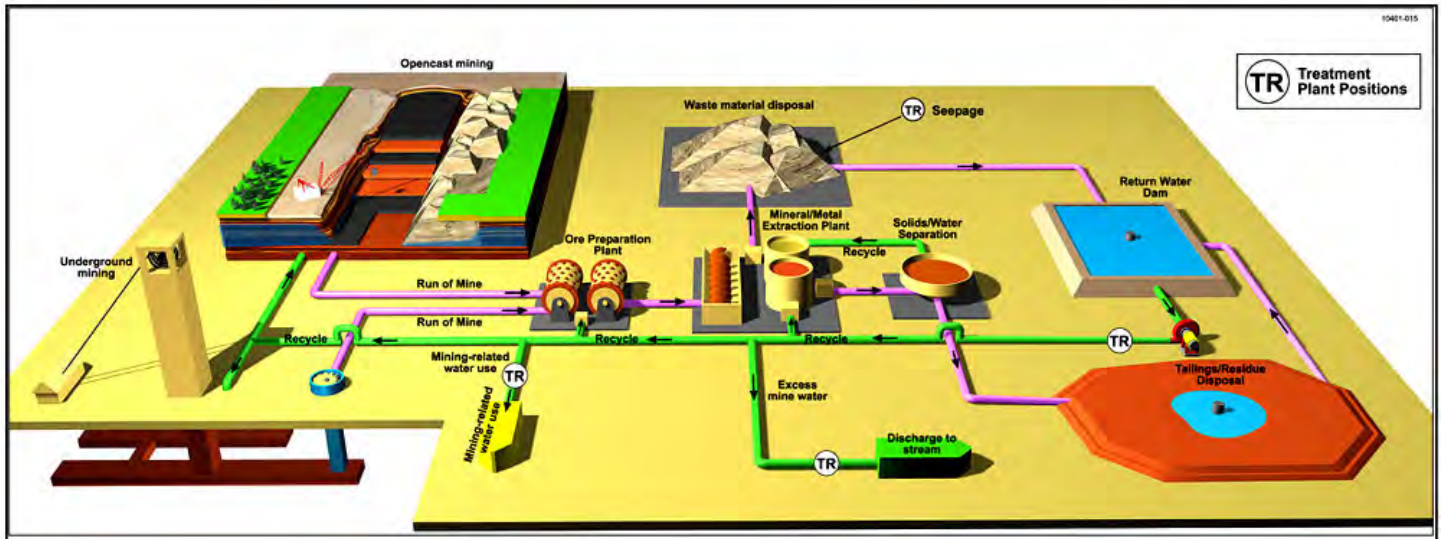 10401-015
Opencast mining
TR
Treatment
Plant Positions
Waste material disposal
TR
Seepage
Return Water
Dam
Mineral/Metal
Extraction Plant
Solids/Water
Separation
Recycle
Ore Preparation
Plant
Underground
mining
Run of Mine
Run of Mine
Recycle
Recycle
Recycle
TR
Mining-related
water use
TR
Mining-related
water use
Excess
mine water
Tailings/Residue
Disposal
Discharge to
stream
TR